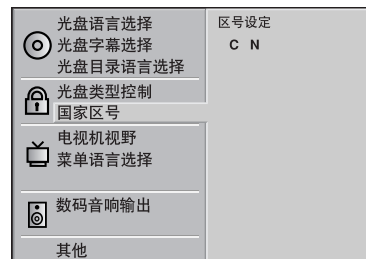 光盘语言选择
光盘字幕选择
光盘目录语言选择
光盘类型控制
国家区号
电视机视野
菜单语言选择
数码音响输出
其他
区号设定
C N